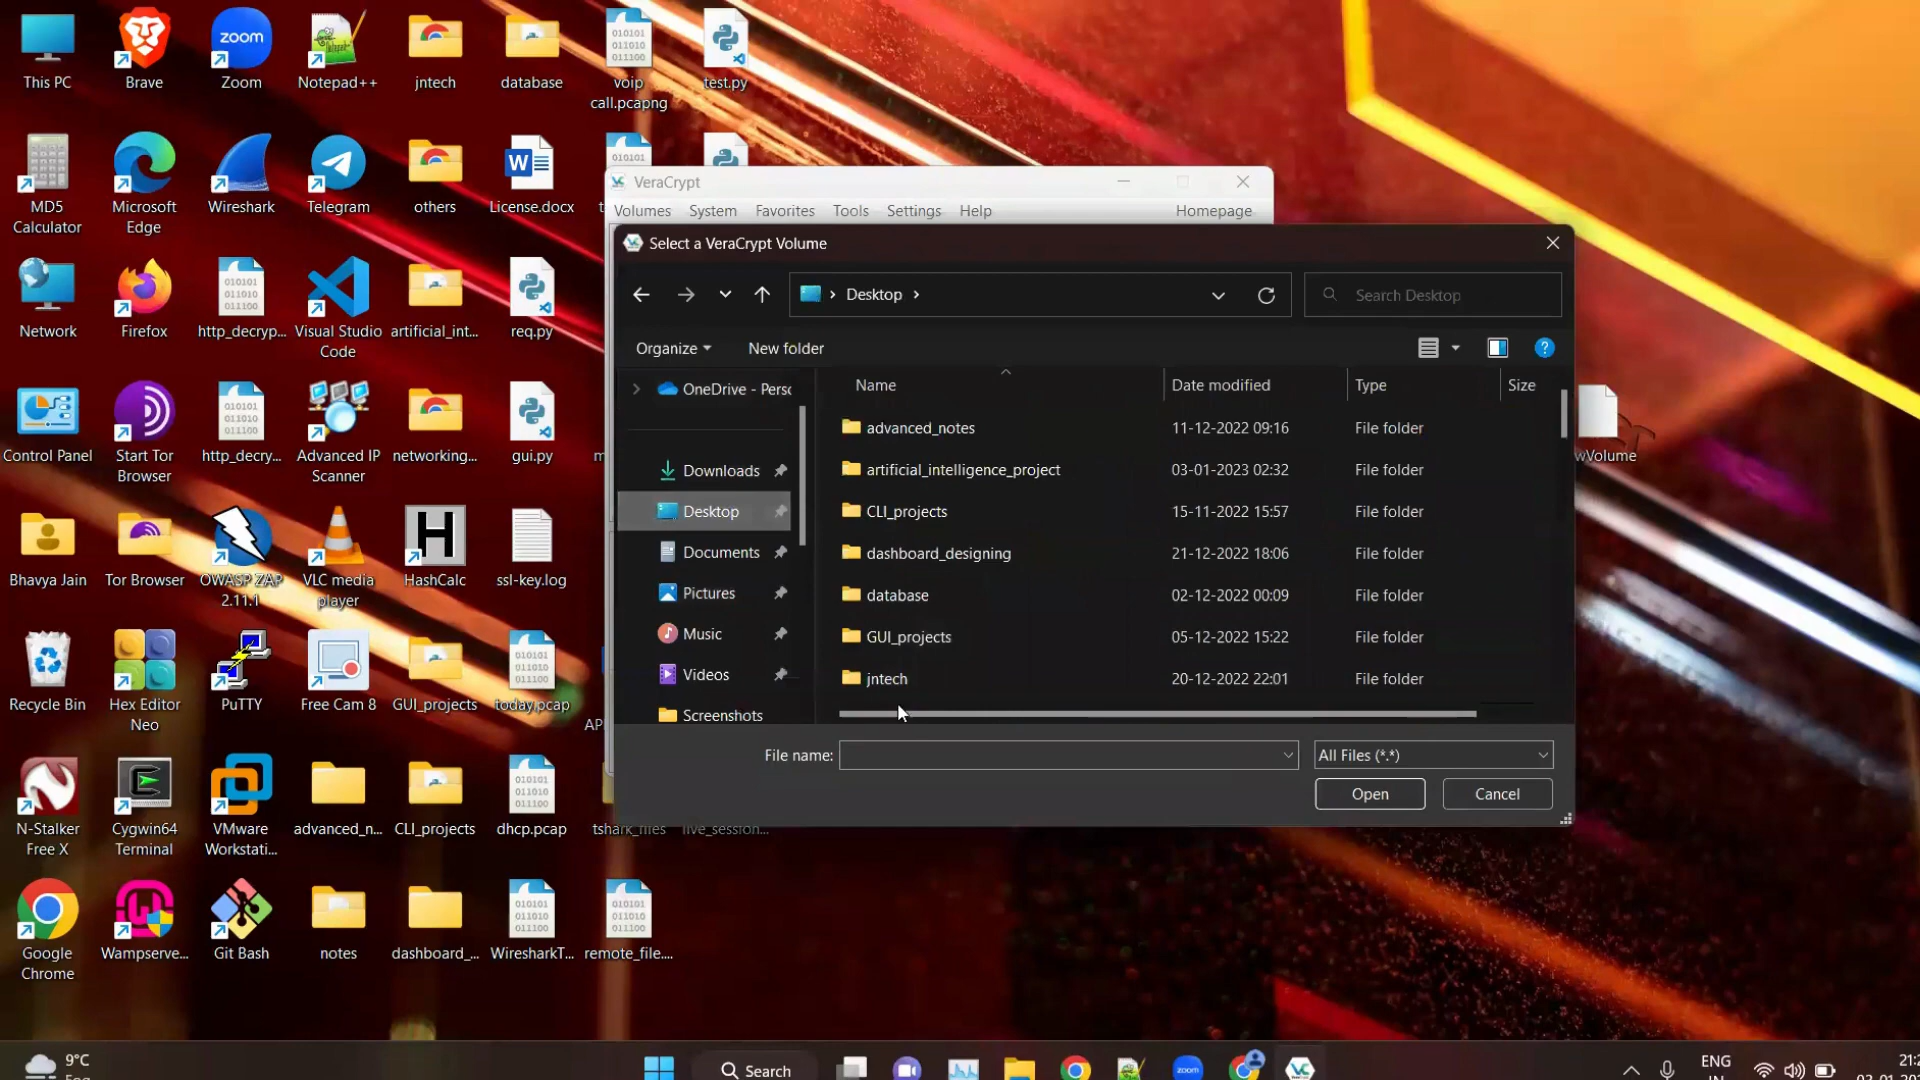 This PC
Brave
zoom
Zoom
Notepad++
jntech
database
voip
call.pcapng
test.py
MD5
Calculator
Microsoft
Edge
Wireshark
Telegram
others
License.docx
Network
Firefox
http_decryp...
Visual Studio
Code
artificial_int...
req.py
Control Panel
Start Tor
Browser
http_decry...
Advanced IP
Scanner
networking...
gui.py
Bhavya Jain
Tor Browser
OWASP ZAP
2.11.1
VLC media
player
HashCalc
ssl-key.log
Recycle Bin
Hex Editor
Neo
PuTTY
Free Cam 8
GUI_projects
today.pcap
N-Stalker
Free X
Cygwin64
Terminal
VMware
Workstati...
advanced_n...
CLI_projects
dhcp.pcap
tshark_files
live_session...
Google
Chrome
Wampserve...
Git Bash
notes
dashboard_...
WiresharkT...
remote_file....
wVolume
VeraCrypt
Volumes System Favorites Tools Settings Help Homepage
Select a VeraCrypt Volume
Desktop
Search Desktop
Organize New folder
OneDrive - Persc
Downloads
Desktop
Documents
Pictures
Music
Videos
Screenshots
Name Date modified Type Size
advanced_notes 11-12-2022 09:16 File folder
artificial_intelligence_project 03-01-2023 02:32 File folder
CLI_projects 15-11-2022 15:57 File folder
dashboard_designing 21-12-2022 18:06 File folder
database 02-12-2022 00:09 File folder
GUI_projects 05-12-2022 15:22 File folder
jntech 20-12-2022 22:01 File folder
File name: All Files (*.*)
Open Cancel
9°C
Search
zoom
ENG